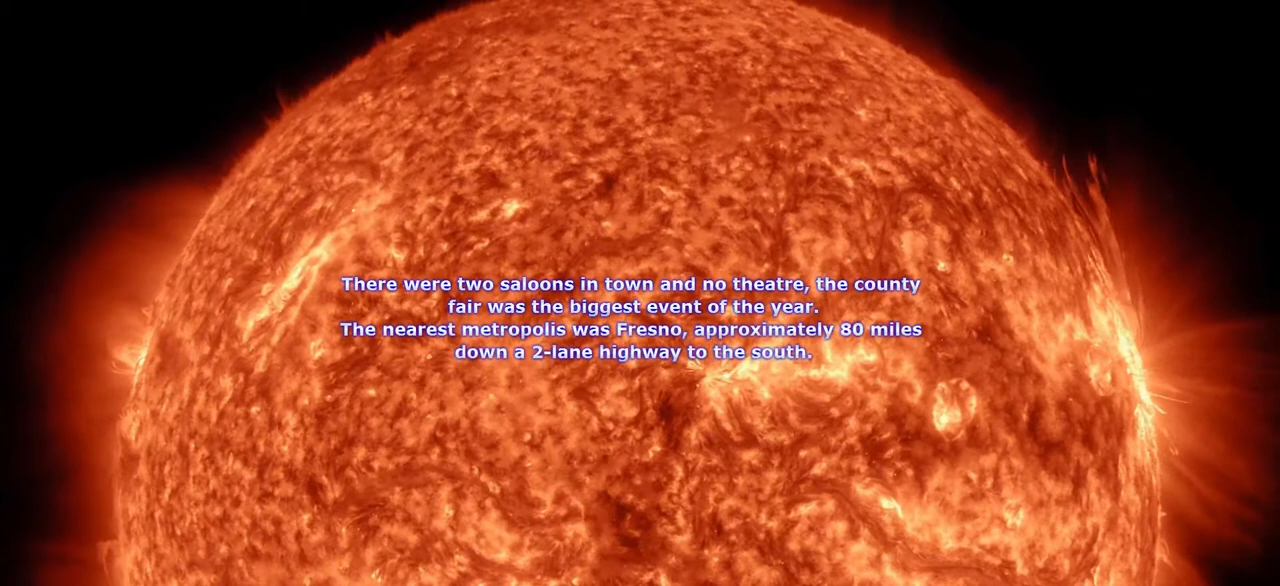 There were two saloons in town and no theatre, the county
fair was the biggest event of the year.
The nearest metropolis was Fresno, approximately 80 miles
down a 2-lane highway to the south.